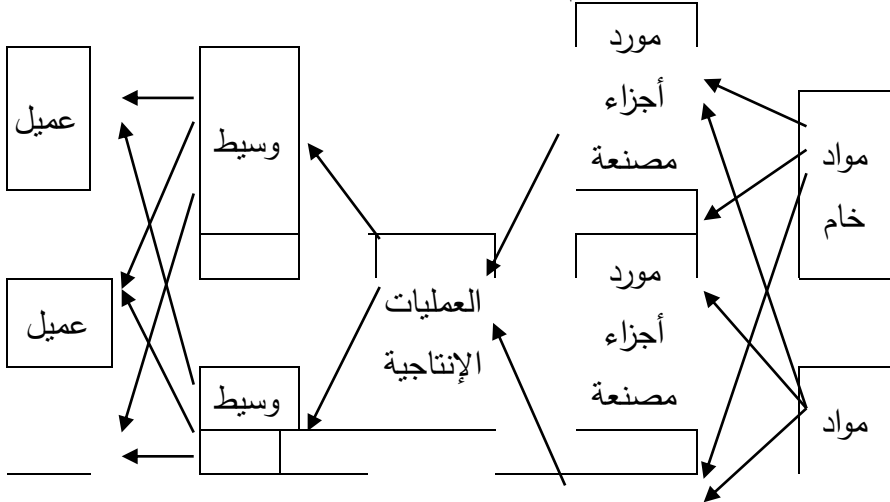 مورد
أجزاء
مصنعة
مواد
خام
وسيط
عميل
مورد
أجزاء
مصنعة
العمليات
الإنتاجية
عميل
وسيط
مواد